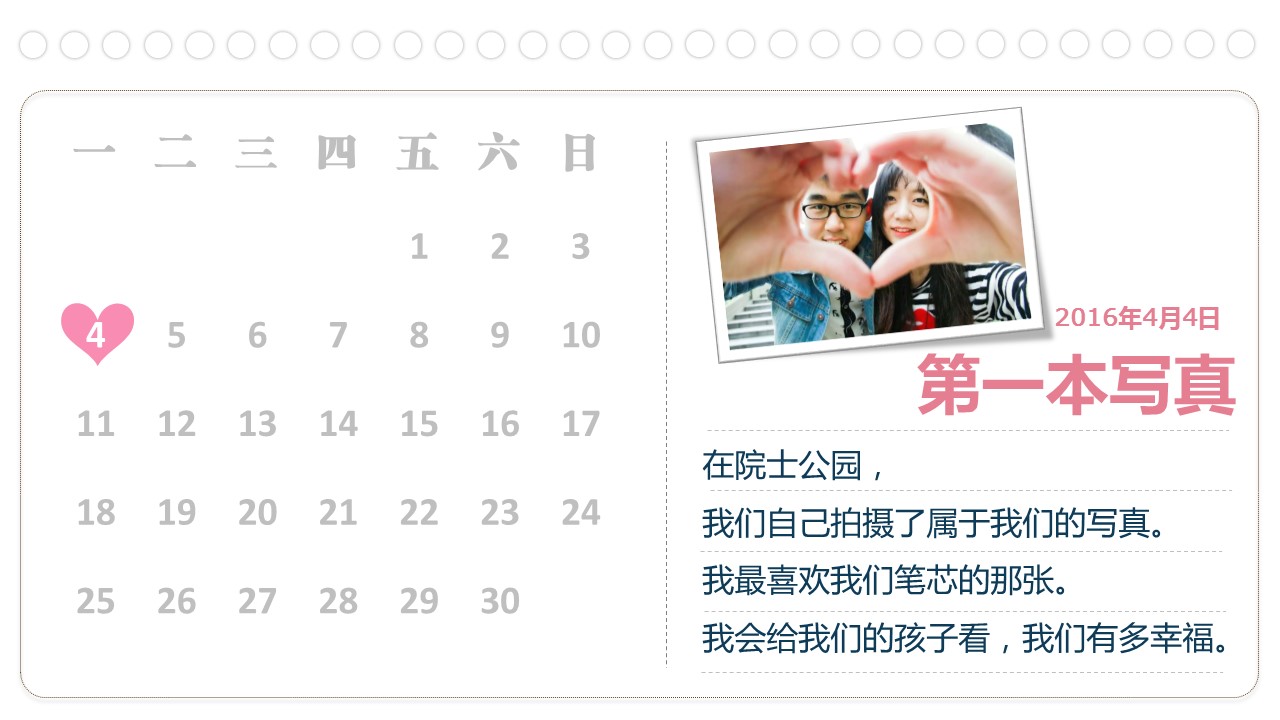 一 二 三 四 五 六 日
1 2 3
4 5 6 7 8 9 10
11 12 13 14 15 16 17
18 19 20 21 22 23 24
25 26 27 28 29 30
2016年4月4日
第一本写真
在院士公园，
我们自己拍摄了属于我们的写真。
我最喜欢我们笔芯的那张。
我会给我们的孩子看，我们有多幸福。